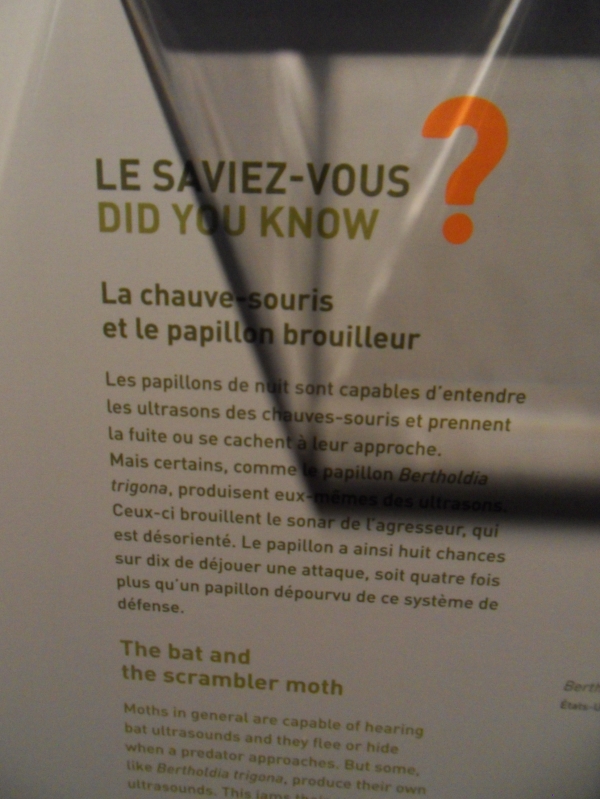 LE SAVIEZ-VOUS ?
DID YOU KNOW
La chauve-souris
et le papillon brouilleur
Les papillons de nuit sont capables d'entendre
les ultrasons des chauves-souris et prennent
la fuite ou se cachent à leur approche.
Mais certains, comme le papillon Bertholdia
trigona, produisent eux-mêmes des ultrasons.
Ceux-ci brouillent le sonar de l'agresseur, qui
est désorienté. Le papillon a ainsi huit chances
sur dix de déjouer une attaque, soit quatre fois
plus qu'un papillon dépourvu de ce système de
défense.
The bat and
the scrambler moth
Moths in general are capable of hearing
bat ultrasounds and they flee or hide
when a predator approaches. But some,
like Bertholdia trigona, produce their own
ultrasounds. This jams their
Berth
États-U